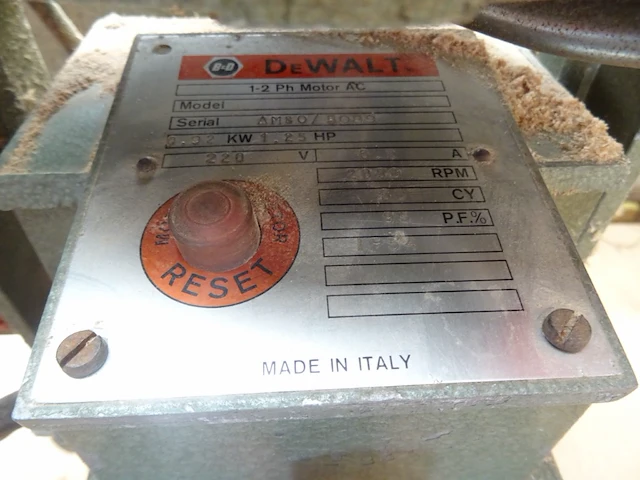 B-D DEWALT
1-2 Ph Motor AC
Model
Serial
KW 1.25 HP
220 V A
RPM
CY
P.F.%
MOTOR
RESET
MADE IN ITALY